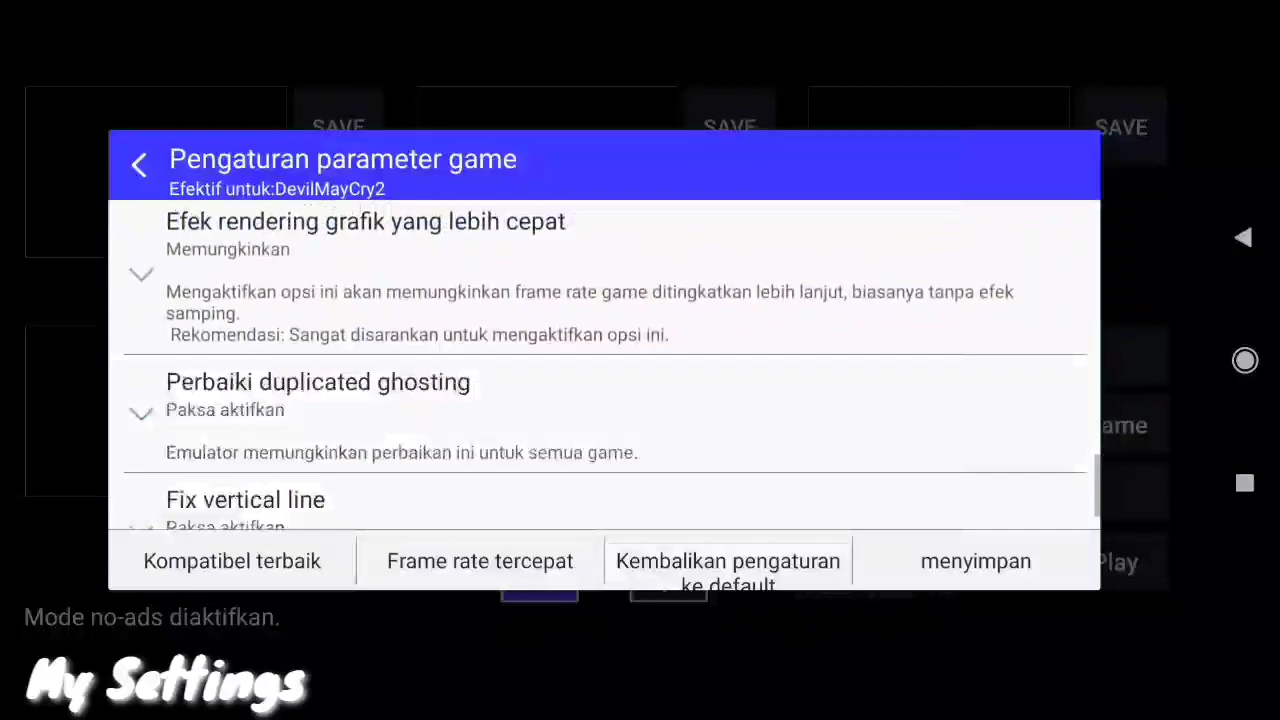 SAVE
SAVE
SAVE
Pengaturan parameter game
Efektif untuk:DevilMayCry2
Efek rendering grafik yang lebih cepat
Memungkinkan
Mengaktifkan opsi ini akan memungkinkan frame rate game ditingkatkan lebih lanjut, biasanya tanpa efek
samping.
Rekomendasi: Sangat disarankan untuk mengaktifkan opsi ini.
Perbaiki duplicated ghosting
Paksa aktifkan
Emulator memungkinkan perbaikan ini untuk semua game.
Fix vertical line
Paksa aktifkan
ame
Kompatibel terbaik
Frame rate tercepat
Kembalikan pengaturan
ke default
menyimpan
Play
Mode no-ads diaktifkan.
My Settings